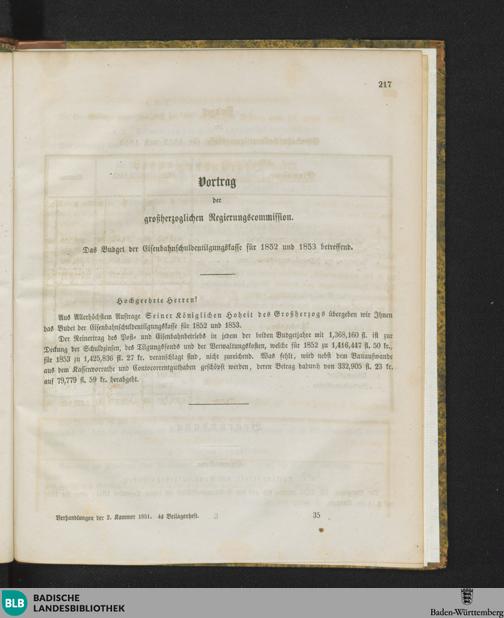 217
Vortrag
der
großherzoglichen Regierungscommission.
Das Budget der Eisenbahnschuldentilgungskasse für 1852 und 1853 betreffend.
Hochgeehrte Herren!
Aus Allerhöchstem Auftrage Seiner Königlichen Hoheit des Großherzogs übergeben wir Ihnen
das Budget der Eisenbahnschuldentilgungskasse für 1852 und 1853.
Der Reinertrag des Post- und Eisenbahnbetriebs in jedem der beiden Budgetjahre mit 1,368,160 fl. ist zur
Deckung der Schuldzinsen, des Tilgungsfonds und der Verwaltungskosten, welche für 1852 zu 1,416,447 fl. 50 kr.,
für 1853 zu 1,425,836 fl. 27 kr. veranschlagt sind, nicht zureichend. Was fehlt, wird nebst dem Bauaufwande
aus dem Kassenvorrathe und Contocorrentguthaben geschöpft werden, deren Betrag dadurch von 332,905 fl. 23 kr.
auf 79,779 fl. 59 kr. herabgeht.
Verhandlungen der 2. Kammer 1851. 4s Beilagenheft. 35
BLB BADISCHE
LANDESBIBLIOTHEK
Baden-Württemberg